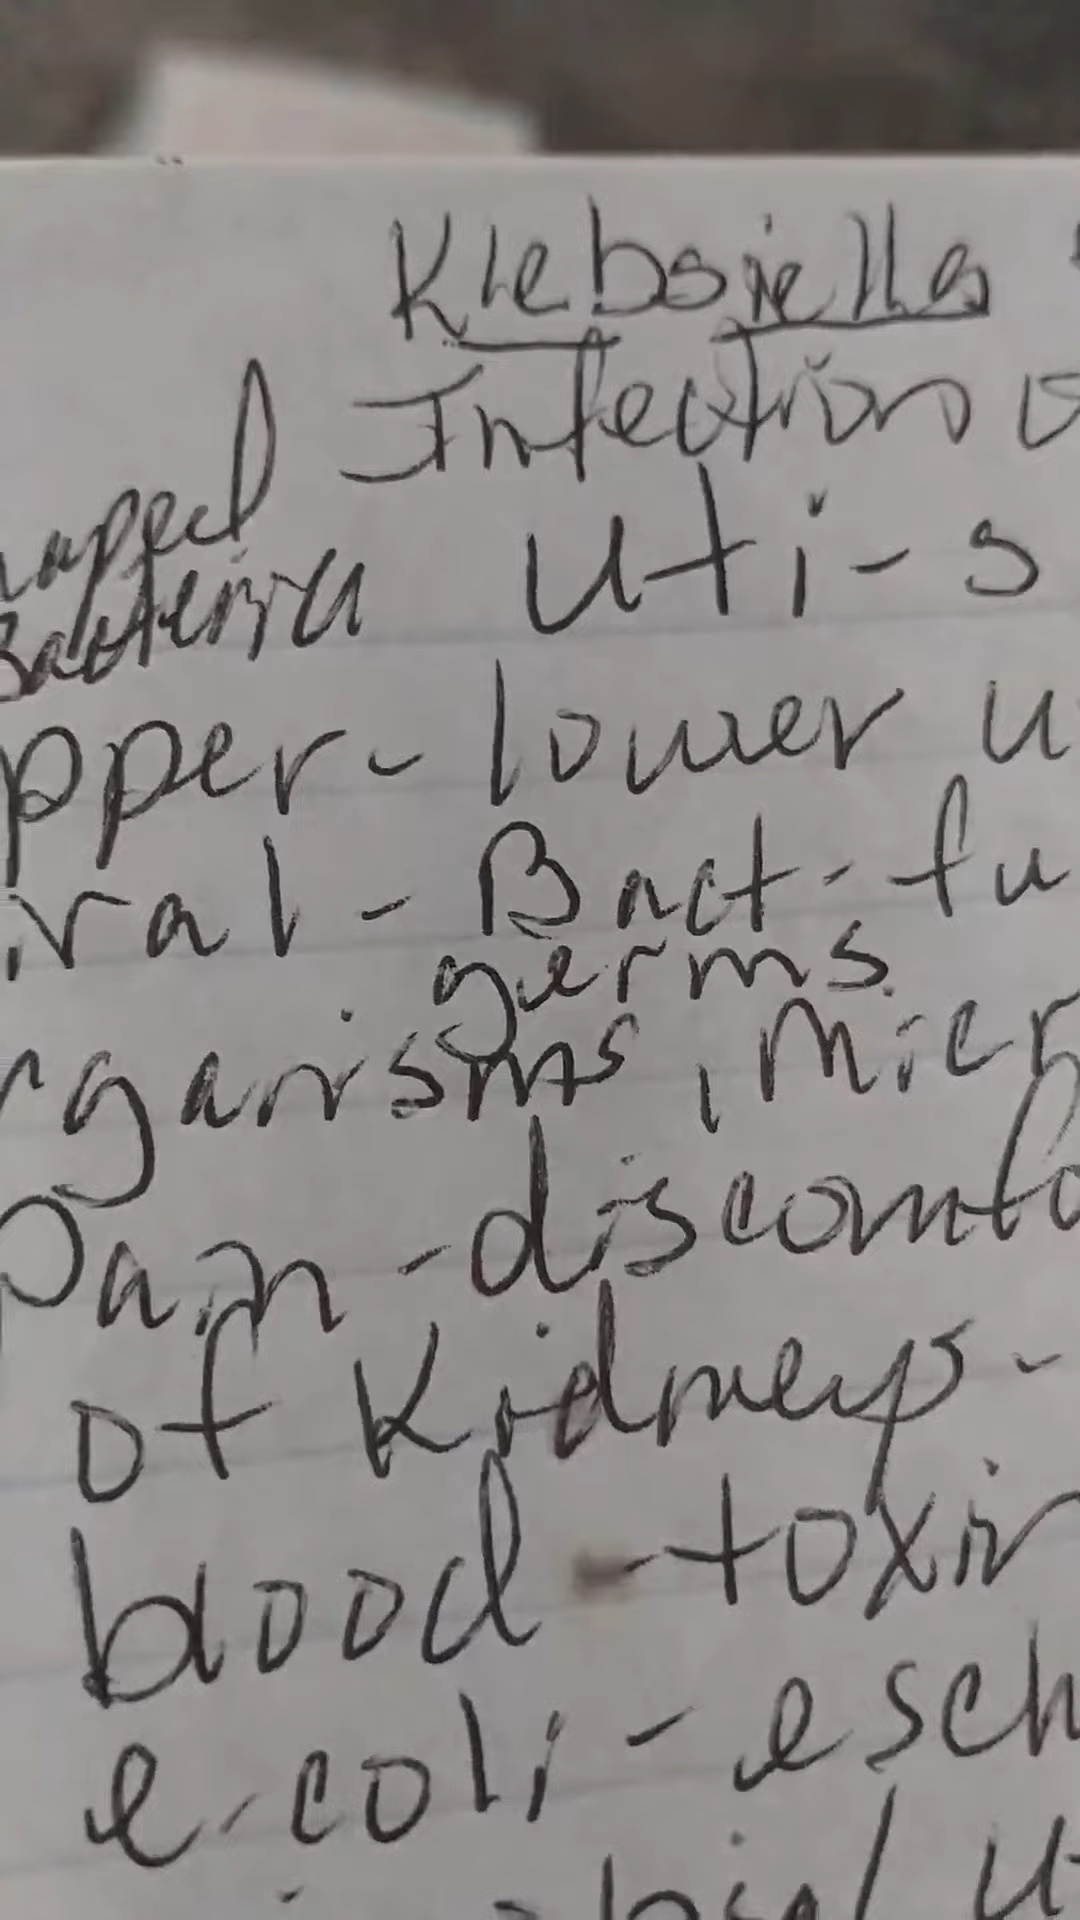 Klebsiella
Infection
Bacteria uti-s
pper - lower u
ral - Bact - fu
germs
rganisms, Micr
Pain - discomfo
of Kidneys -
blood - toxin
e-coli - esch